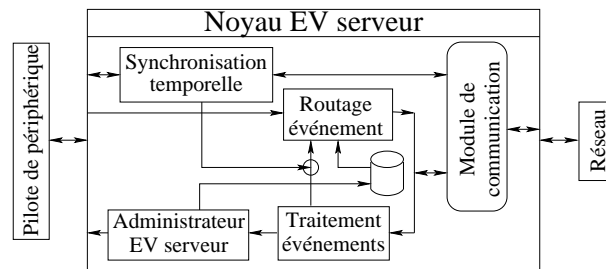 Noyau EV serveur
Pilote de périphérique
Synchronisation
temporelle
Routage
événement
Module de
communication
Réseau
Administrateur
EV serveur
Traitement
événements